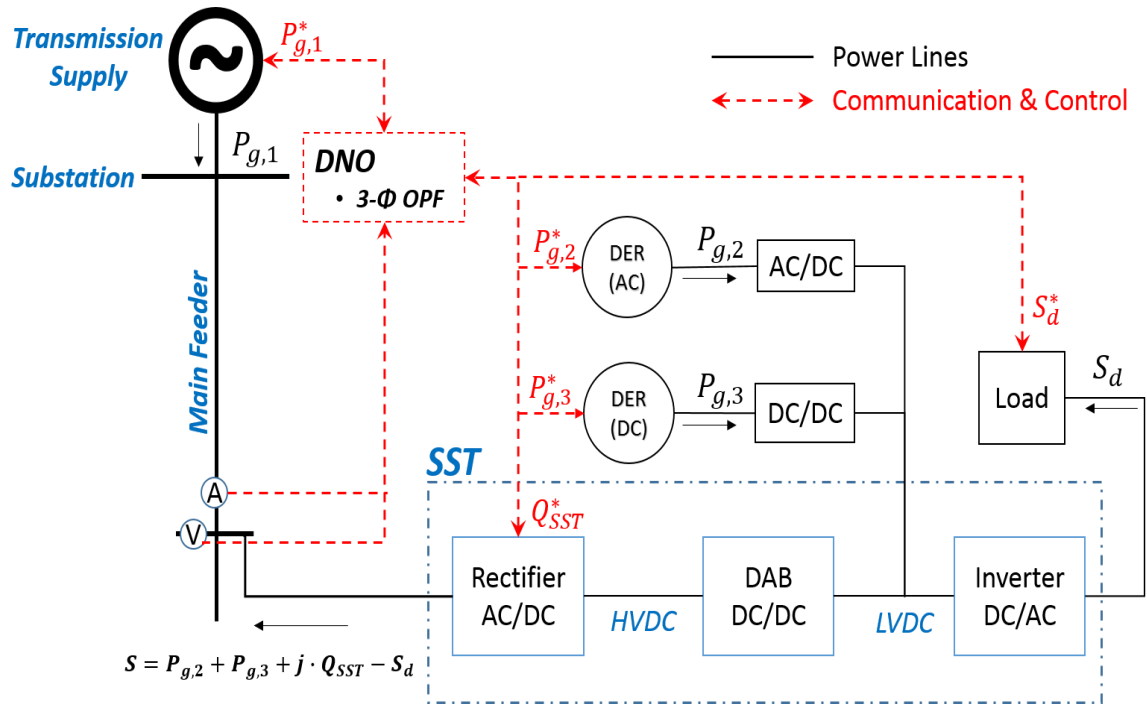 Transmission
Supply
P*g,1
Power Lines
Communication & Control
Pg,1
DNO
• 3-Φ OPF
Substation
P*g,2
DER
(AC)
Pg,2
AC/DC
S*d
Main Feeder
P*g,3
DER
(DC)
Pg,3
DC/DC
Load
Sd
SST
A
V
Q*SST
Rectifier
AC/DC
HVDC
DAB
DC/DC
LVDC
Inverter
DC/AC
S = Pg,2 + Pg,3 + j · QSST − Sd